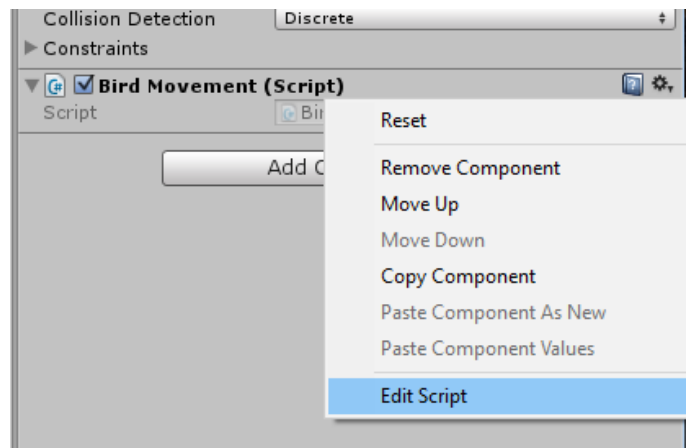 Collision Detection Discrete
Constraints
Bird Movement (Script)
Script
Reset
Add
Remove Component
Move Up
Move Down
Copy Component
Paste Component As New
Paste Component Values
Edit Script